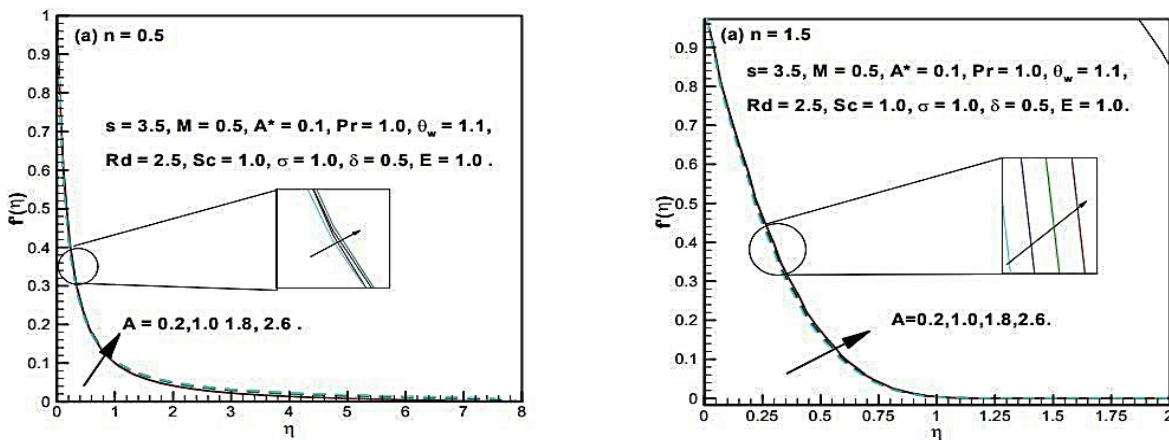 (a) n = 0.5
s = 3.5, M = 0.5, A* = 0.1, Pr = 1.0, θw = 1.1,
Rd = 2.5, Sc = 1.0, σ = 1.0, δ = 0.5, E = 1.0 .
A = 0.2,1.0 1.8, 2.6 .
f'(η)
1
0.9
0.8
0.7
0.6
0.5
0.4
0.3
0.2
0.1
0
0 1 2 3 4 5 6 7 8
η
(a) n = 1.5
s= 3.5, M = 0.5, A* = 0.1, Pr = 1.0, θw = 1.1,
Rd = 2.5, Sc = 1.0, σ = 1.0, δ = 0.5, E = 1.0.
A=0.2,1.0,1.8,2.6.
f'(η)
0.9
0.8
0.7
0.6
0.5
0.4
0.3
0.2
0.1
0
0 0.25 0.5 0.75 1 1.25 1.5 1.75 2
η